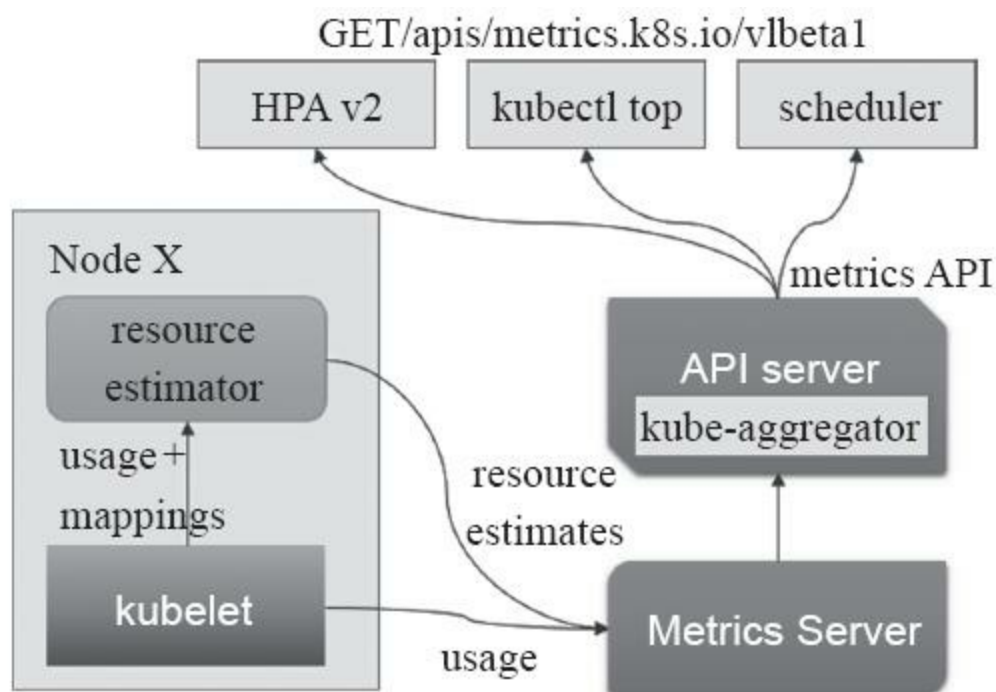 GET/apis/metrics.k8s.io/vlbeta1
HPA v2
kubectl top
scheduler
Node X
metrics API
resource
estimator
API server
kube-aggregator
usage+
mappings
resource
estimates
kubelet
usage
Metrics Server